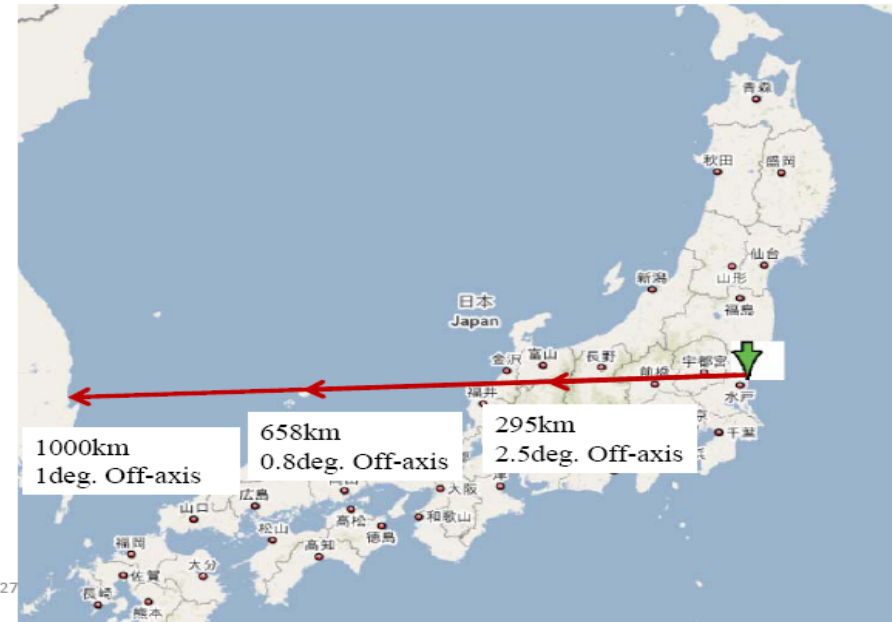 青森
秋田
盛岡
仙台
山形
新潟
福島
日本
Japan
金沢
富山
長野
前橋
宇都宮
水戸
福井
京
千葉
295km
2.5deg. Off-axis
658km
0.8deg. Off-axis
1000km
1deg. Off-axis
大阪
津
和歌山
広島
山口
高松
徳島
松山
高知
福岡
大分
佐賀
長崎
熊本
27